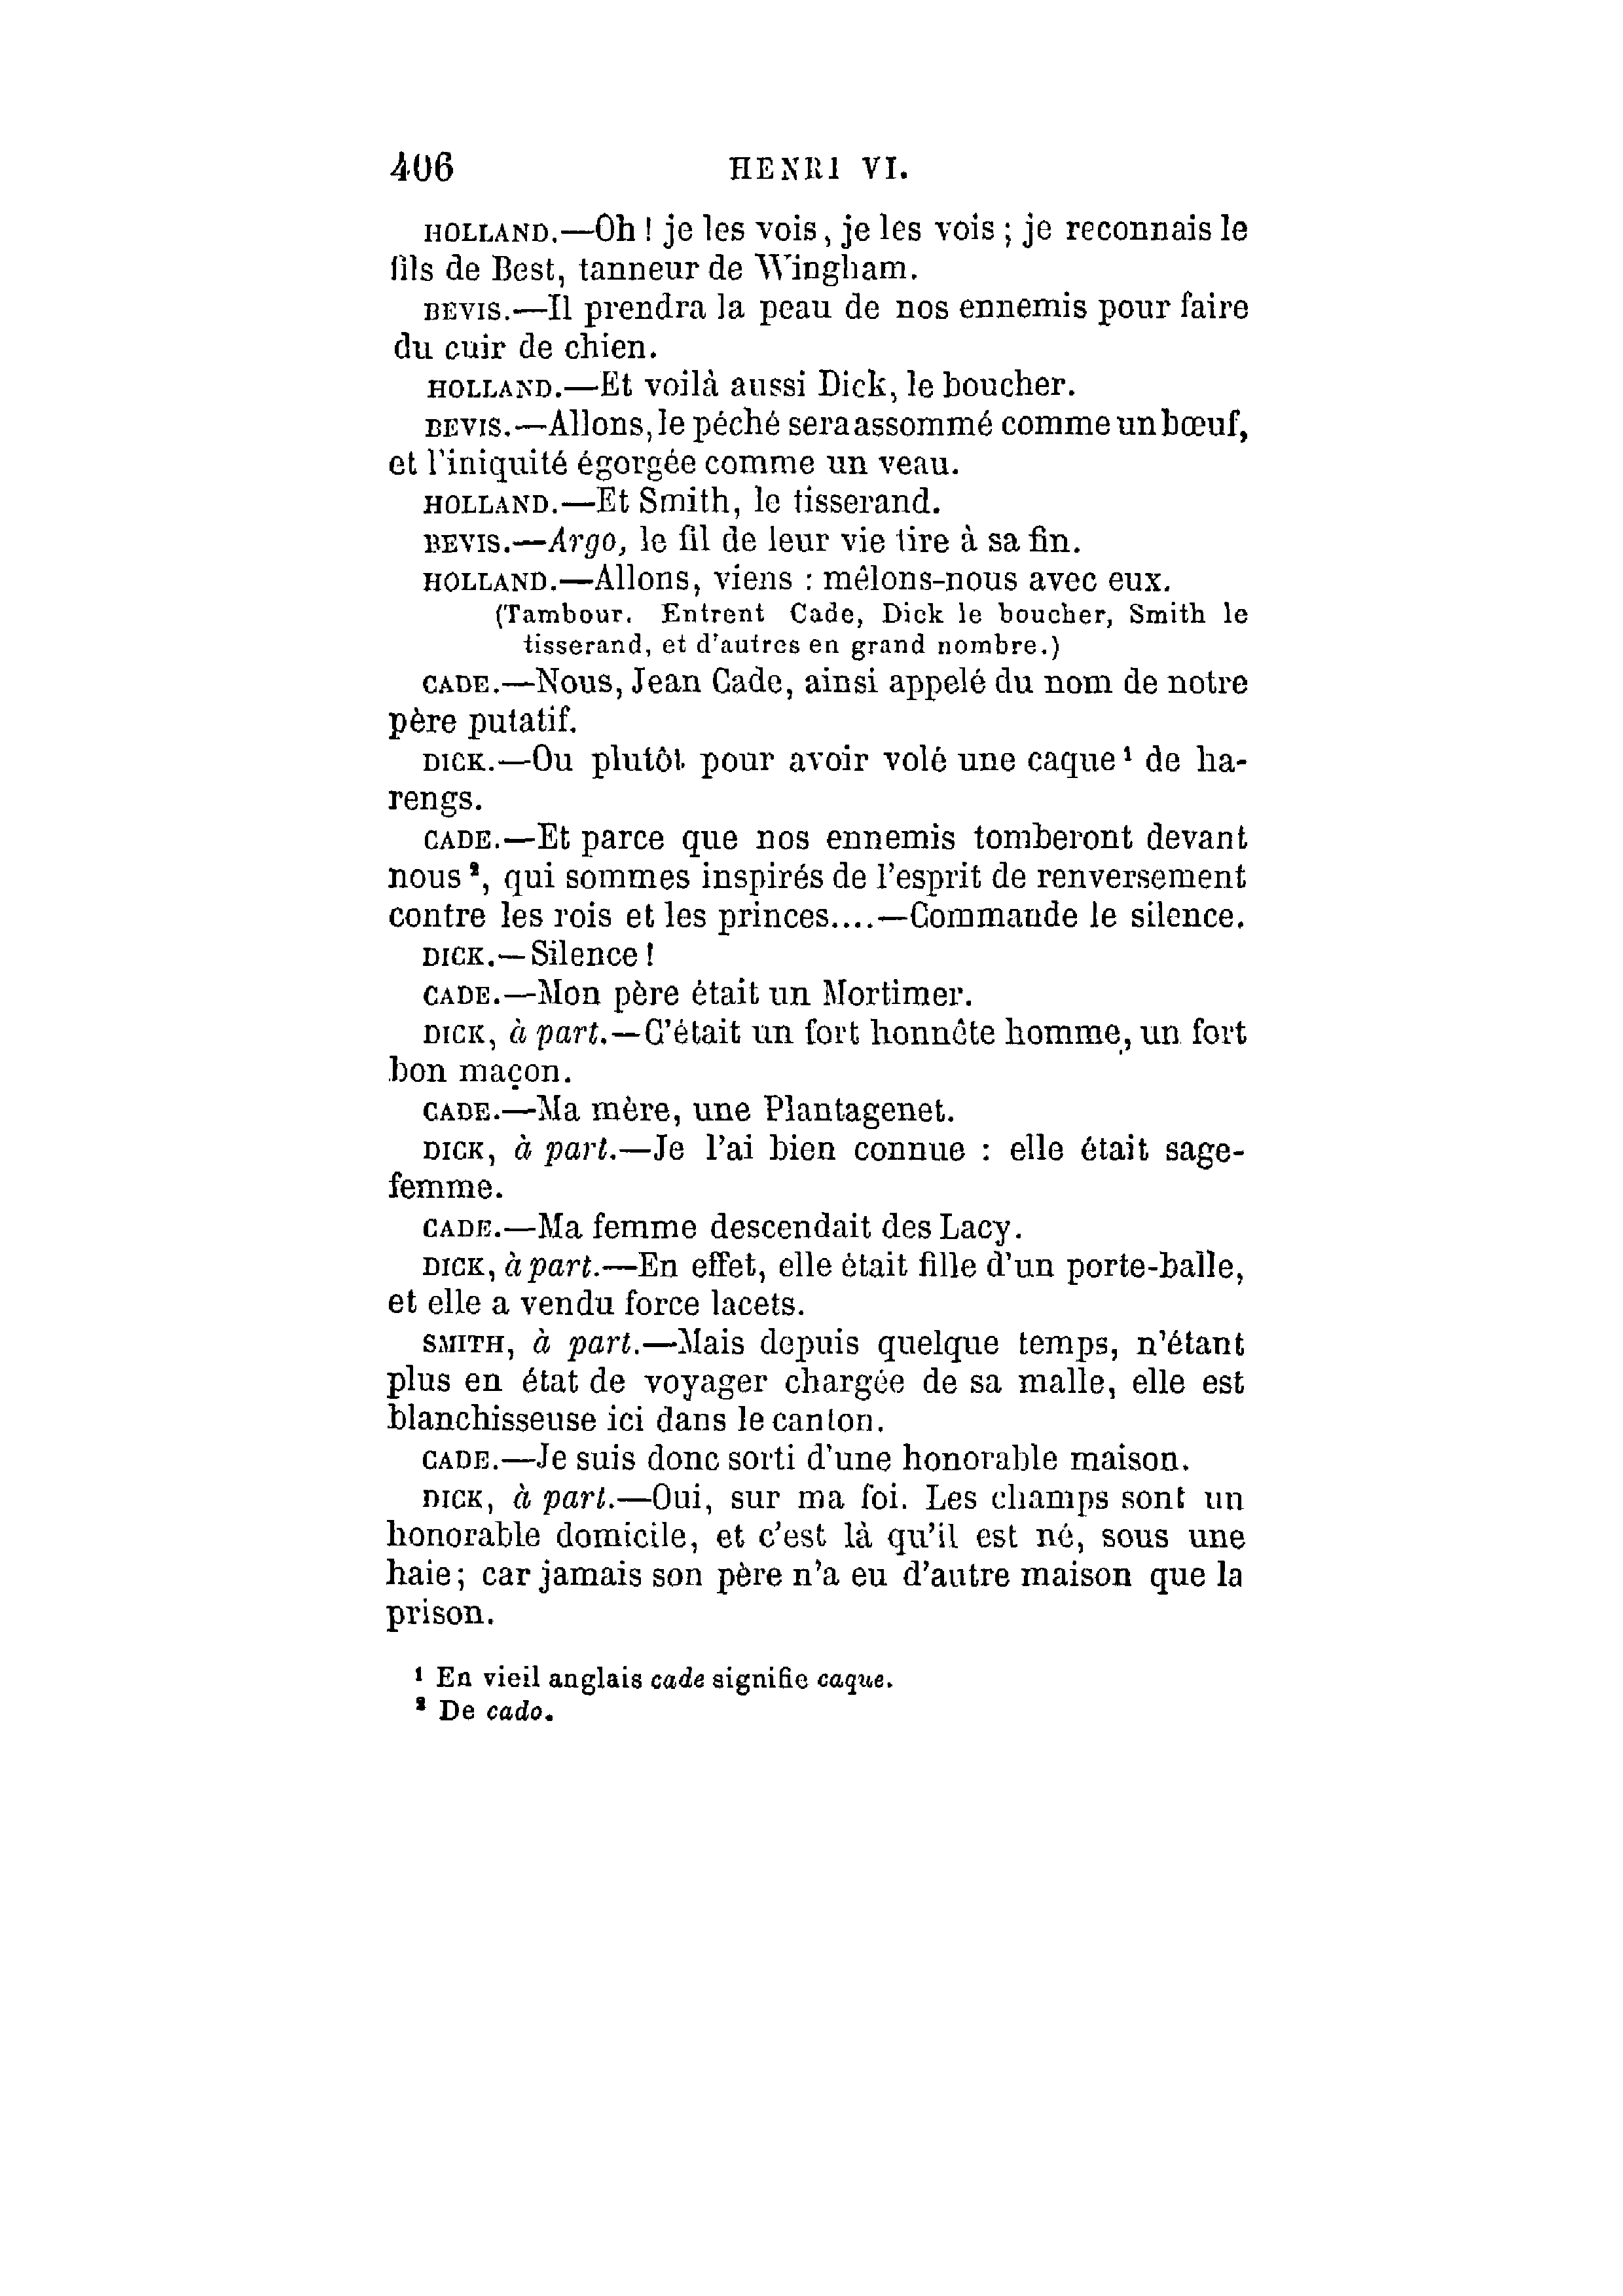 406 HENRI VI.
HOLLAND.—Oh ! je les vois, je les vois ; je reconnais le
fils de Best, tanneur de Wingham.
BEVIS.—Il prendra la peau de nos ennemis pour faire
du cuir de chien.
HOLLAND.—Et voilà aussi Dick, le boucher.
BEVIS.—Allons, le péché sera assommé comme un bœuf,
et l'iniquité égorgée comme un veau.
HOLLAND.—Et Smith, le tisserand.
BEVIS.—Argo, le fil de leur vie tire à sa fin.
HOLLAND.—Allons, viens : mêlons-nous avec eux.
(Tambour. Entrent Cade, Dick le boucher, Smith le
tisserand, et d'autres en grand nombre.)
CADE.—Nous, Jean Cade, ainsi appelé du nom de notre
père putatif.
DICK.—Ou plutôt pour avoir volé une caque¹ de ha-
rengs.
CADE.—Et parce que nos ennemis tomberont devant
nous², qui sommes inspirés de l'esprit de renversement
contre les rois et les princes....—Commande le silence.
DICK.—Silence !
CADE.—Mon père était un Mortimer.
DICK, à part.—C'était un fort honnête homme, un fort
bon maçon.
CADE.—Ma mère, une Plantagenet.
DICK, à part.—Je l'ai bien connue : elle était sage-
femme.
CADE.—Ma femme descendait des Lacy.
DICK, à part.—En effet, elle était fille d'un porte-balle,
et elle a vendu force lacets.
SMITH, à part.—Mais depuis quelque temps, n'étant
plus en état de voyager chargée de sa malle, elle est
blanchisseuse ici dans le canton.
CADE.—Je suis donc sorti d'une honorable maison.
DICK, à part.—Oui, sur ma foi. Les champs sont un
honorable domicile, et c'est là qu'il est né, sous une
haie; car jamais son père n'a eu d'autre maison que la
prison.
¹ En vieil anglais cade signifie caque.
² De cado.